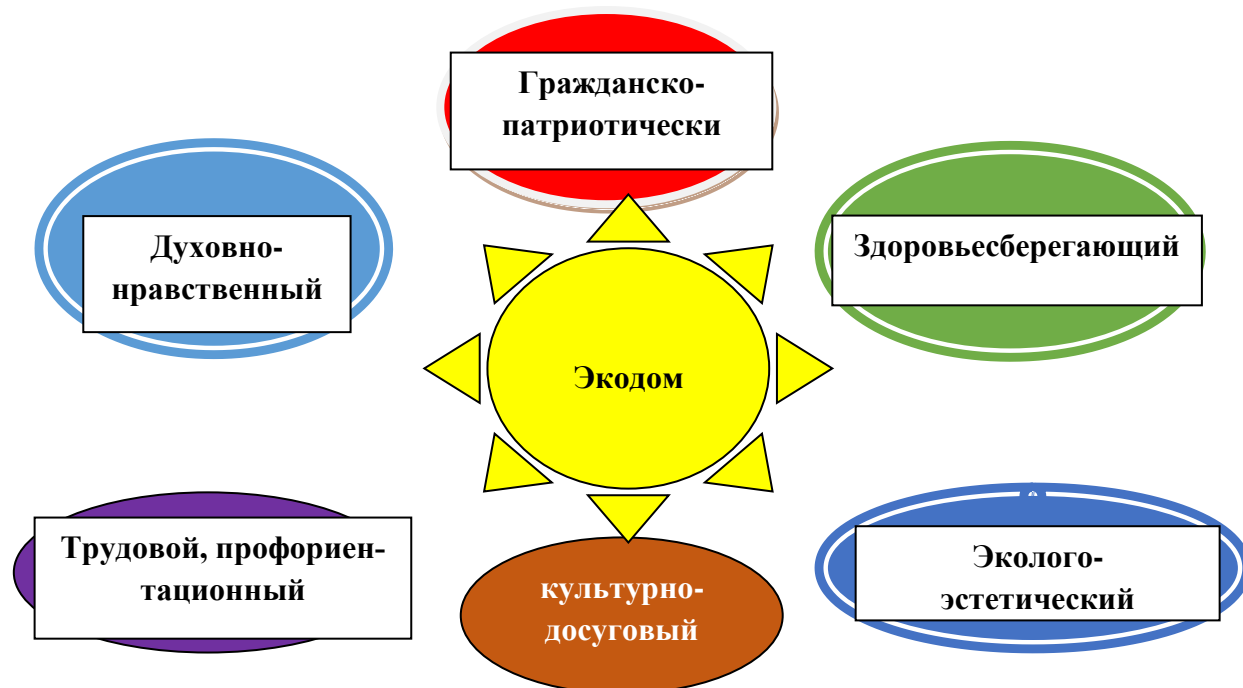 Гражданско-
патриотически
Духовно-
нравственный
Здоровьесберегающий
Экодом
Трудовой, профориен-
тационный
культурно-
досуговый
Эколого-
эстетический